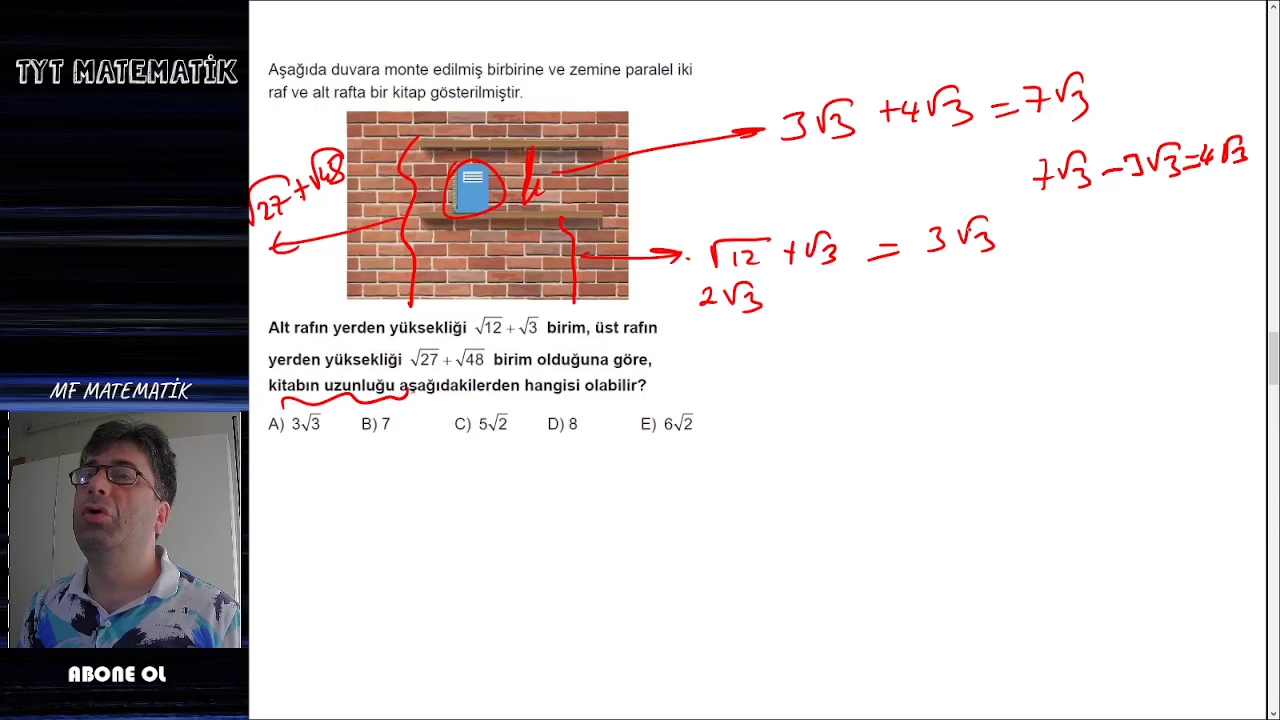 TYT MATEMATİK
MF MATEMATİK
ABONE OL
Aşağıda duvara monte edilmiş birbirine ve zemine paralel iki
raf ve alt rafta bir kitap gösterilmiştir.
√27 + √48
3√3 + 4√3 = 7√3
7√3 − 3√3 = 4√3
√12 + √3 = 3√3
2√3
Alt rafın yerden yüksekliği √12 + √3 birim, üst rafın
yerden yüksekliği √27 + √48 birim olduğuna göre,
kitabın uzunluğu aşağıdakilerden hangisi olabilir?
A) 3√3 B) 7 C) 5√2 D) 8 E) 6√2